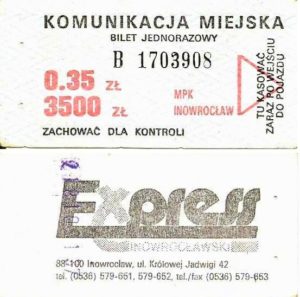 KOMUNIKACJA MIEJSKA
BILET JEDNORAZOWY
B 1703908
0.35 ZŁ
3500 ZŁ
MPK
INOWROCŁAW
TU KASOWAĆ
ZARAZ PO WEJŚCIU
DO POJAZDU
ZACHOWAĆ DLA KONTROLI
Express
INOWROCŁAWSKI
88-100 Inowrocław, ul. Królowej Jadwigi 42
tel. (0536) 579-651, 579-652, tel./fax (0536) 579-653